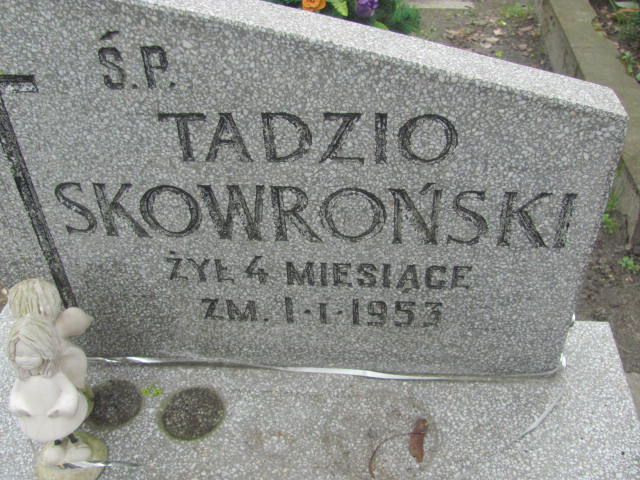 Ś.P.
TADZIO
SKOWROŃSKI
ŻYŁ 4 MIESIĄCE
ZM. 1·1·1953